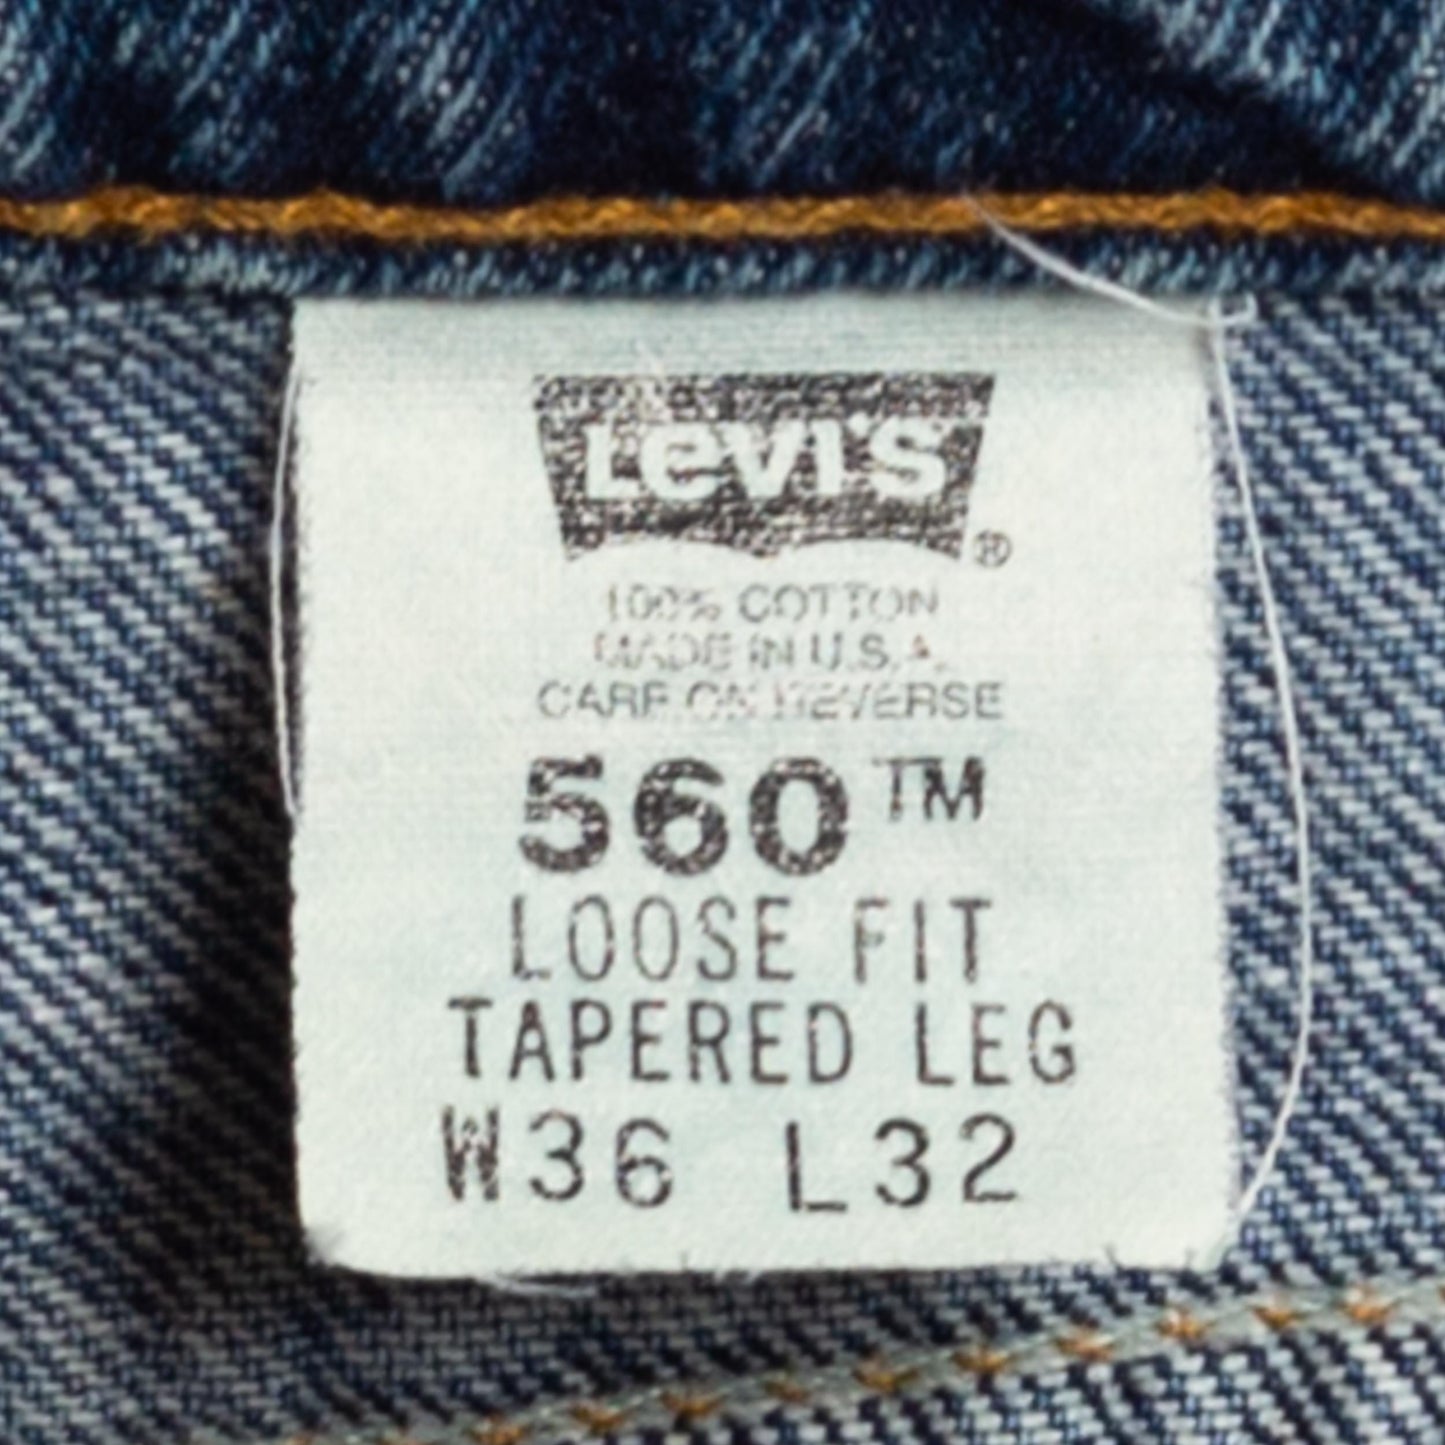 Levi's ®
100% COTTON
MADE IN U.S.A.
CARE ON REVERSE
560™
LOOSE FIT
TAPERED LEG
W36 L32